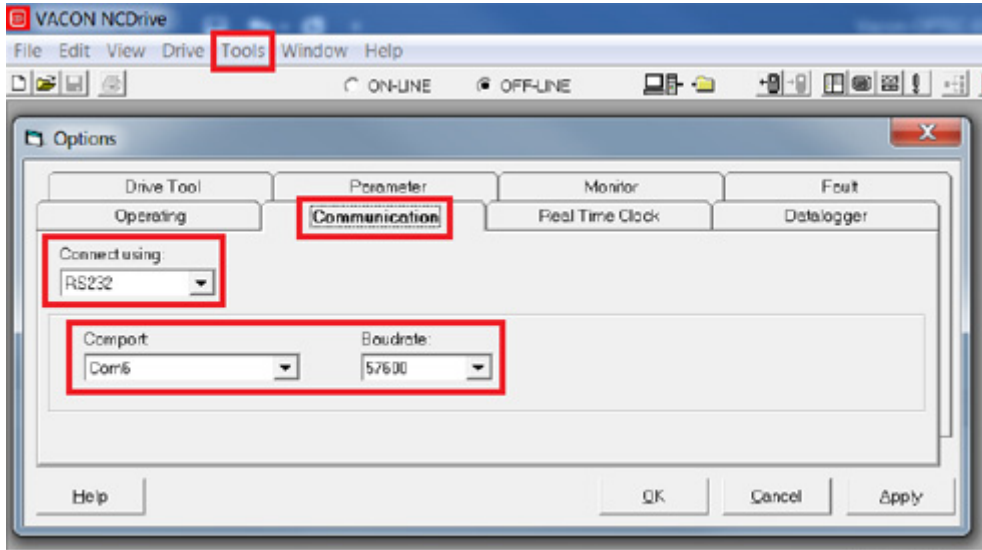 VACON NCDrive
File Edit View Drive Tools Window Help
ON-LINE OFF-LINE
Options
Drive Tool Parameter Monitor Fault
Operating Communication Real Time Clock Datalogger
Connect using:
RS232
Comport Baudrate:
Com6 57600
Help OK Cancel Apply